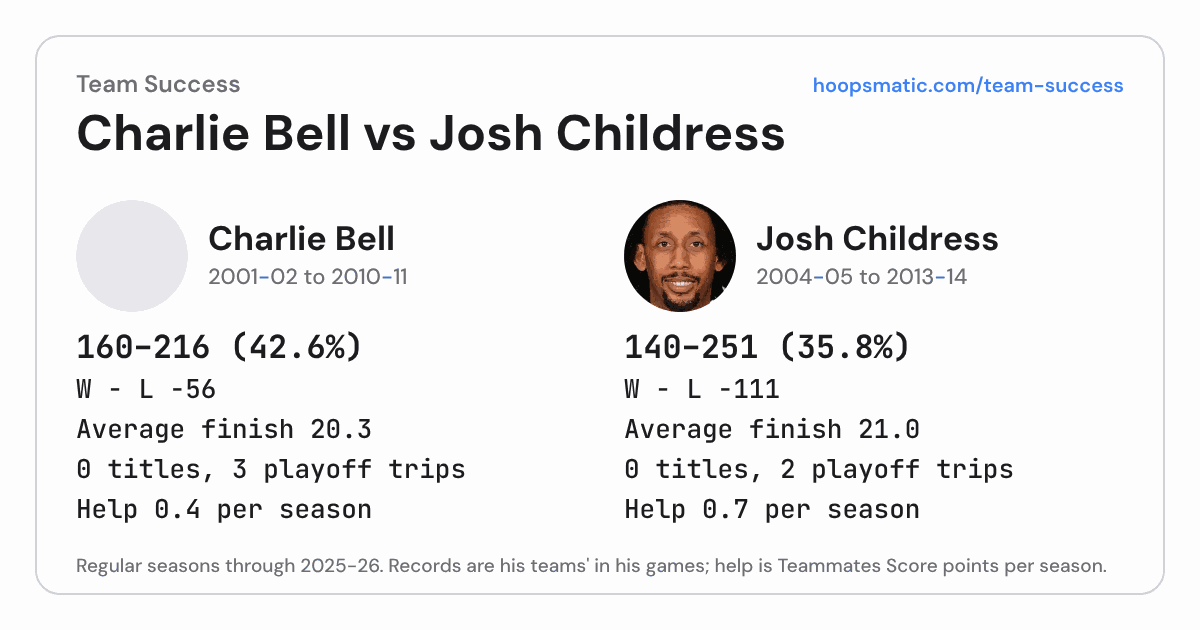 Team Success
hoopsmatic.com/team-success
Charlie Bell vs Josh Childress
Charlie Bell
2001-02 to 2010-11
160-216 (42.6%)
W - L -56
Average finish 20.3
0 titles, 3 playoff trips
Help 0.4 per season
Josh Childress
2004-05 to 2013-14
140-251 (35.8%)
W - L -111
Average finish 21.0
0 titles, 2 playoff trips
Help 0.7 per season
Regular seasons through 2025-26. Records are his teams' in his games; help is Teammates Score points per season.